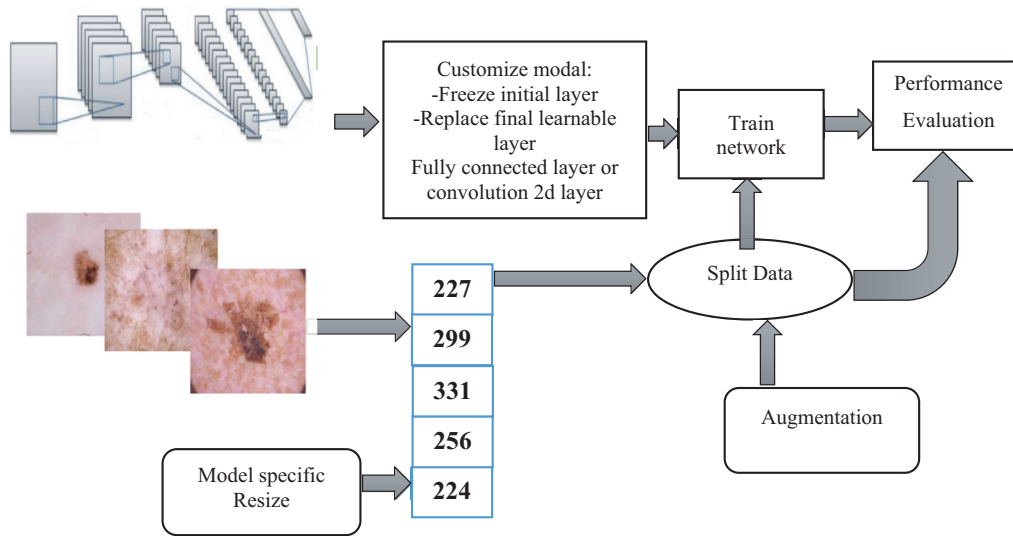 Customize modal:
-Freeze initial layer
-Replace final learnable
layer
Fully connected layer or
convolution 2d layer
Train
network
Performance
Evaluation
227
299
331
256
224
Split Data
Augmentation
Model specific
Resize